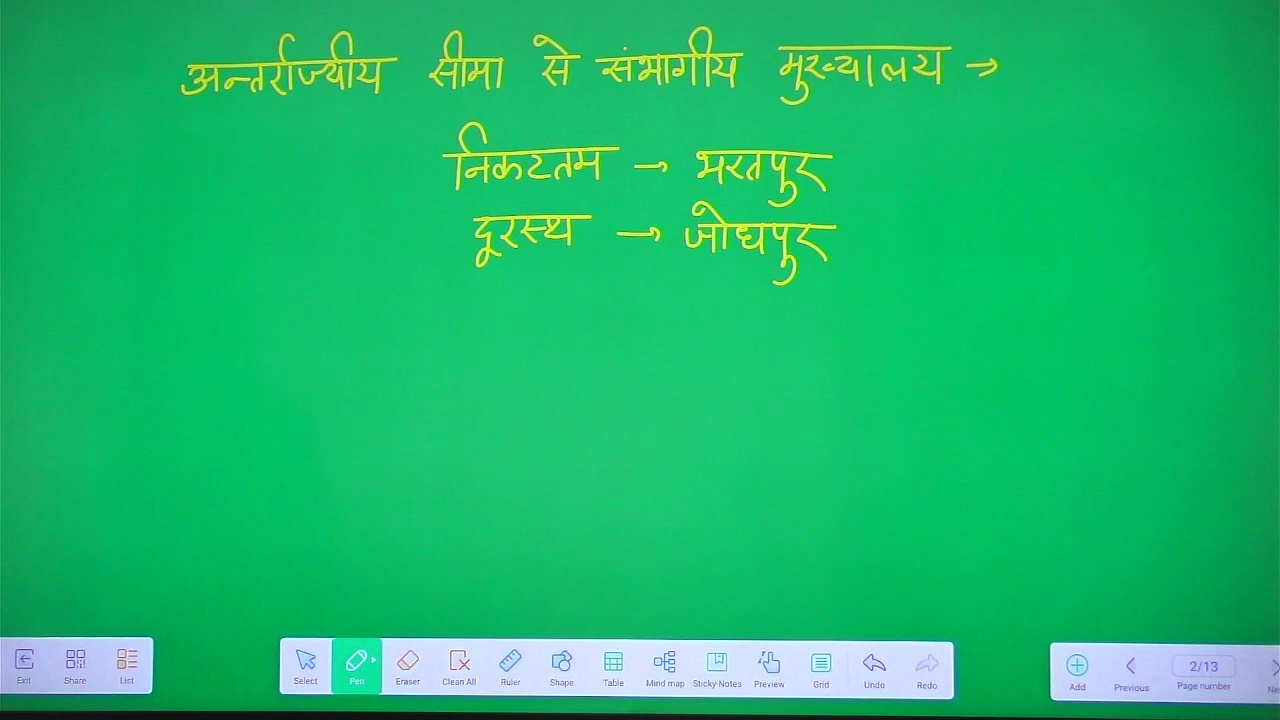 अन्तर्राज्यीय सीमा से संभागीय मुख्यालय →
निकटतम → भरतपुर
दूरस्थ → जोधपुर
Exit Share List Select Pen Eraser Clean All Ruler Shape Table Mind map Sticky-Notes Preview Grid Undo Redo Add Previous 2/13 Page number